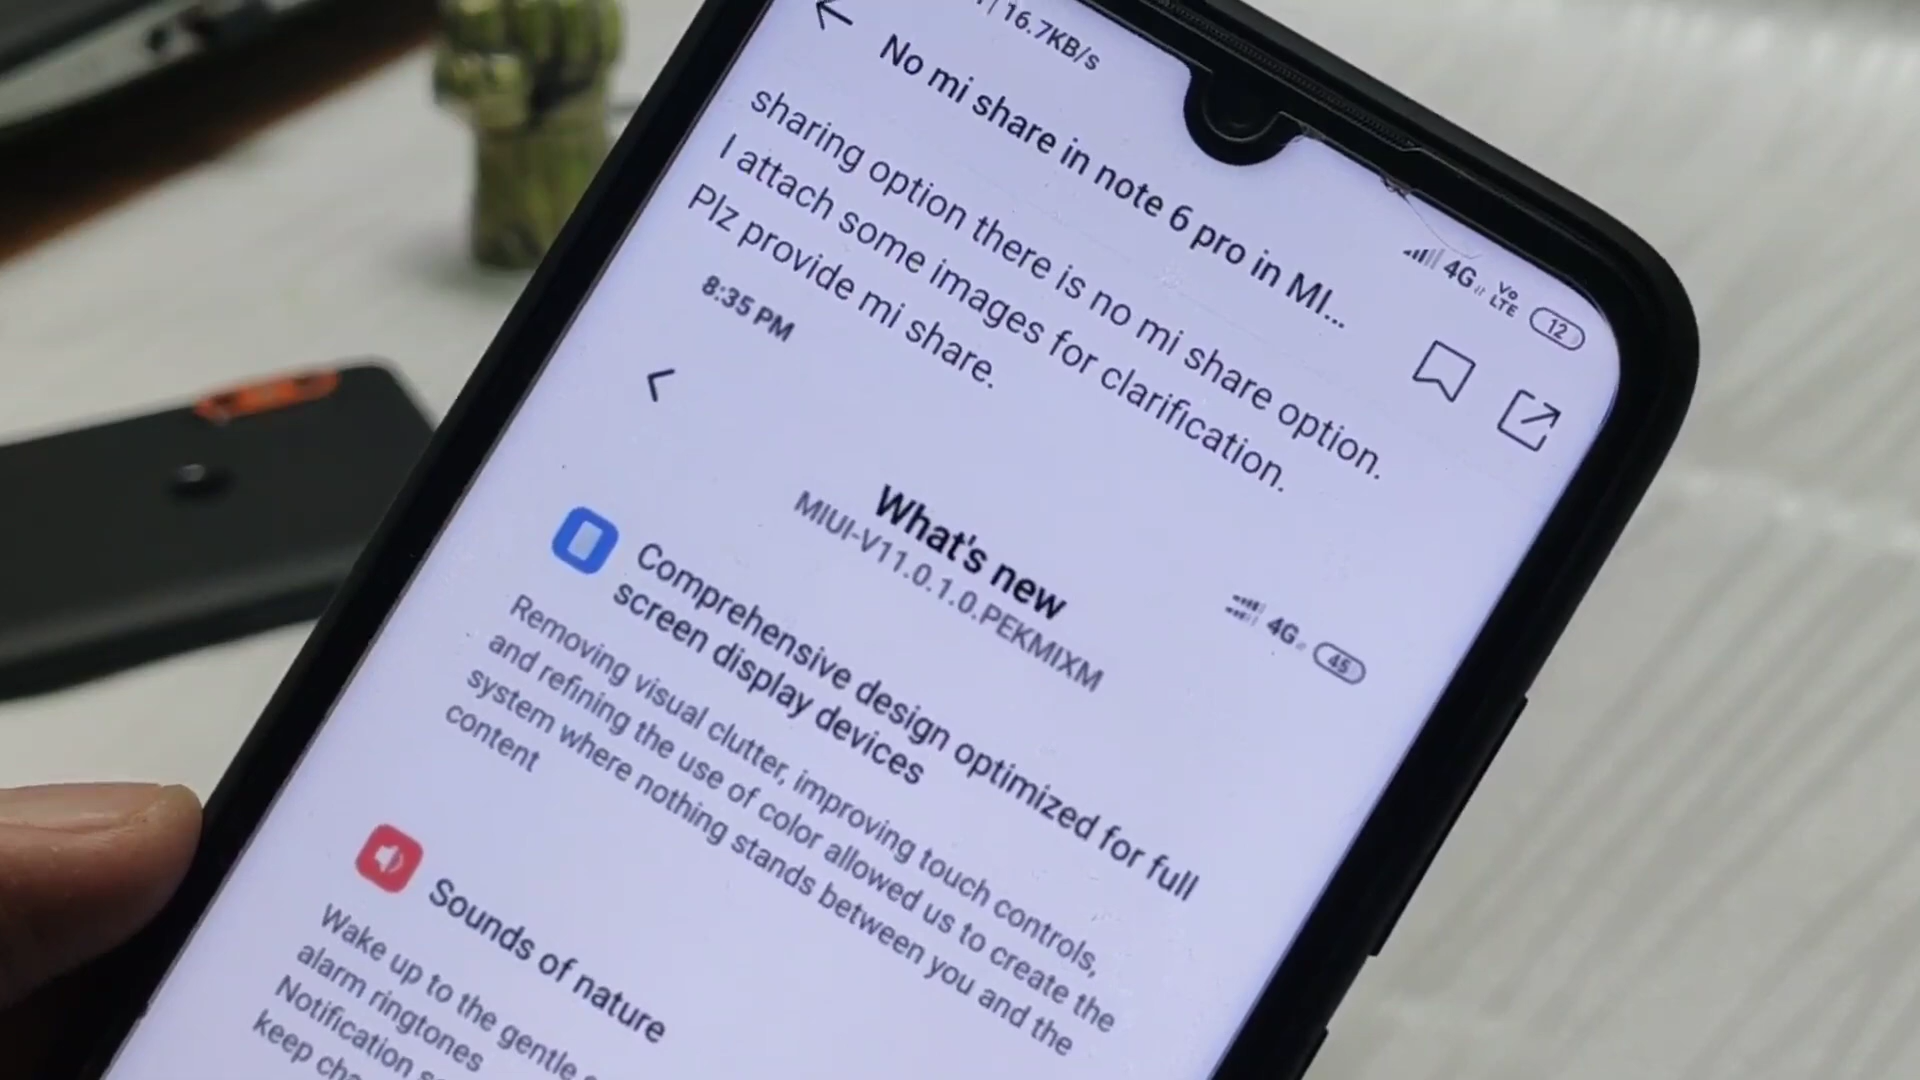 16.7KB/s
4G Vo LTE 12
No mi share in note 6 pro in MI...
sharing option there is no mi share option.
I attach some images for clarification.
Plz provide mi share.
8:35 PM
4G 45
What's new
MIUI-V11.0.1.0.PEKMIXM
Comprehensive design optimized for full
screen display devices
Removing visual clutter, improving touch controls,
and refining the use of color allowed us to create the
system where nothing stands between you and the
content
Sounds of nature
Wake up to the gentle
alarm ringtones
Notification
keep